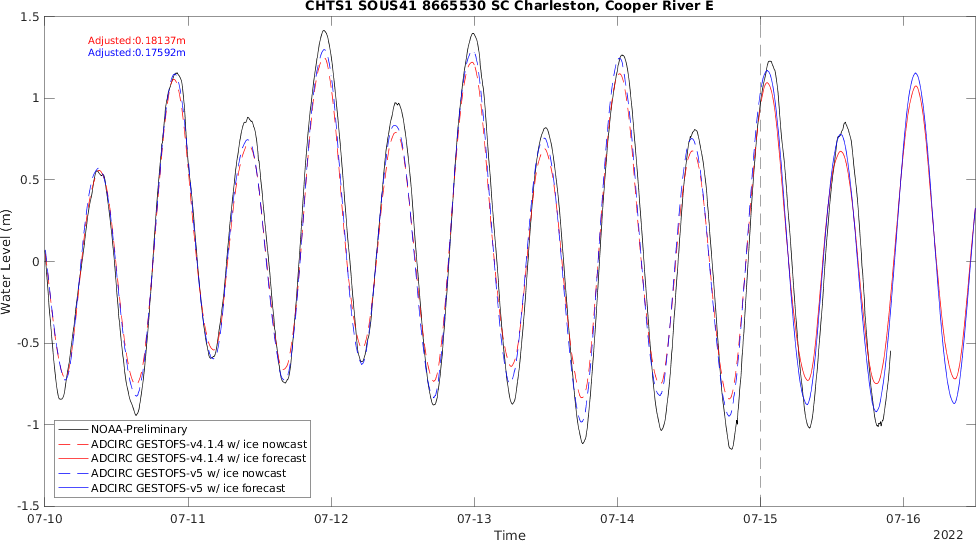 CHTS1 SOUS41 8665530 SC Charleston, Cooper River E
1.5
Adjusted:0.18137m
Adjusted:0.17592m
1
0.5
0
Water Level (m)
-0.5
-1
NOAA-Preliminary
ADCIRC GESTOFS-v4.1.4 w/ ice nowcast
ADCIRC GESTOFS-v4.1.4 w/ ice forecast
ADCIRC GESTOFS-v5 w/ ice nowcast
ADCIRC GESTOFS-v5 w/ ice forecast
-1.5
07-10 07-11 07-12 07-13 07-14 07-15 07-16
Time
2022